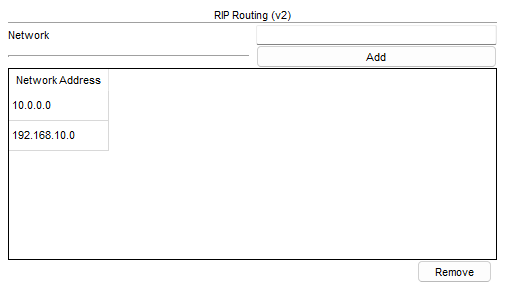 RIP Routing (v2)
Network
Add
Network Address
10.0.0.0
192.168.10.0
Remove